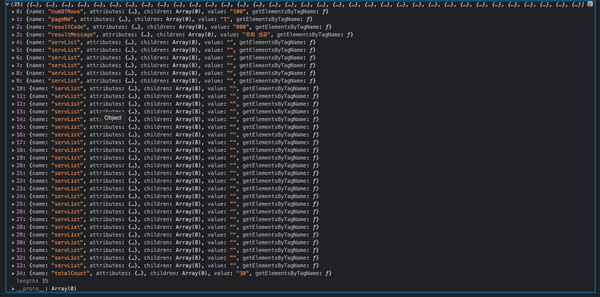 (35) [{…}, {…}, {…}, {…}, {…}, {…}, {…}, {…}, {…}, {…}, {…}, {…}, {…}, {…}, {…}, {…}, {…}, {…}, {…}, {…}, {…}, {…}, {…}, {…}, {…}, {…}, {…}, {…}, {…}, {…}, {…}, {…}, {…}, {…}, {…}]
0: {name: "numOfRows", attributes: {…}, children: Array(0), value: "100", getElementsByTagName: ƒ}
1: {name: "pageNo", attributes: {…}, children: Array(0), value: "1", getElementsByTagName: ƒ}
2: {name: "resultCode", attributes: {…}, children: Array(0), value: "000", getElementsByTagName: ƒ}
3: {name: "resultMessage", attributes: {…}, children: Array(0), value: "조회 성공", getElementsByTagName: ƒ}
4: {name: "servList", attributes: {…}, children: Array(8), value: "", getElementsByTagName: ƒ}
5: {name: "servList", attributes: {…}, children: Array(8), value: "", getElementsByTagName: ƒ}
6: {name: "servList", attributes: {…}, children: Array(8), value: "", getElementsByTagName: ƒ}
7: {name: "servList", attributes: {…}, children: Array(8), value: "", getElementsByTagName: ƒ}
8: {name: "servList", attributes: {…}, children: Array(8), value: "", getElementsByTagName: ƒ}
9: {name: "servList", attributes: {…}, children: Array(8), value: "", getElementsByTagName: ƒ}
10: {name: "servList", attributes: {…}, children: Array(8), value: "", getElementsByTagName: ƒ}
11: {name: "servList", attributes: {…}, children: Array(8), value: "", getElementsByTagName: ƒ}
12: {name: "servList", attributes: {…}, children: Array(8), value: "", getElementsByTagName: ƒ}
13: {name: "servList", attributes: {…}, children: Array(8), value: "", getElementsByTagName: ƒ}
14: {name: "servList", attributes: {…}, children: Array(8), value: "", getElementsByTagName: ƒ}
Object
15: {name: "servList", attributes: {…}, children: Array(8), value: "", getElementsByTagName: ƒ}
16: {name: "servList", attributes: {…}, children: Array(8), value: "", getElementsByTagName: ƒ}
17: {name: "servList", attributes: {…}, children: Array(8), value: "", getElementsByTagName: ƒ}
18: {name: "servList", attributes: {…}, children: Array(8), value: "", getElementsByTagName: ƒ}
19: {name: "servList", attributes: {…}, children: Array(8), value: "", getElementsByTagName: ƒ}
20: {name: "servList", attributes: {…}, children: Array(8), value: "", getElementsByTagName: ƒ}
21: {name: "servList", attributes: {…}, children: Array(8), value: "", getElementsByTagName: ƒ}
22: {name: "servList", attributes: {…}, children: Array(8), value: "", getElementsByTagName: ƒ}
23: {name: "servList", attributes: {…}, children: Array(8), value: "", getElementsByTagName: ƒ}
24: {name: "servList", attributes: {…}, children: Array(8), value: "", getElementsByTagName: ƒ}
25: {name: "servList", attributes: {…}, children: Array(8), value: "", getElementsByTagName: ƒ}
26: {name: "servList", attributes: {…}, children: Array(8), value: "", getElementsByTagName: ƒ}
27: {name: "servList", attributes: {…}, children: Array(8), value: "", getElementsByTagName: ƒ}
28: {name: "servList", attributes: {…}, children: Array(8), value: "", getElementsByTagName: ƒ}
29: {name: "servList", attributes: {…}, children: Array(8), value: "", getElementsByTagName: ƒ}
30: {name: "servList", attributes: {…}, children: Array(8), value: "", getElementsByTagName: ƒ}
31: {name: "servList", attributes: {…}, children: Array(8), value: "", getElementsByTagName: ƒ}
32: {name: "servList", attributes: {…}, children: Array(8), value: "", getElementsByTagName: ƒ}
33: {name: "servList", attributes: {…}, children: Array(8), value: "", getElementsByTagName: ƒ}
34: {name: "totalCount", attributes: {…}, children: Array(0), value: "30", getElementsByTagName: ƒ}
length: 35
__proto__: Array(0)